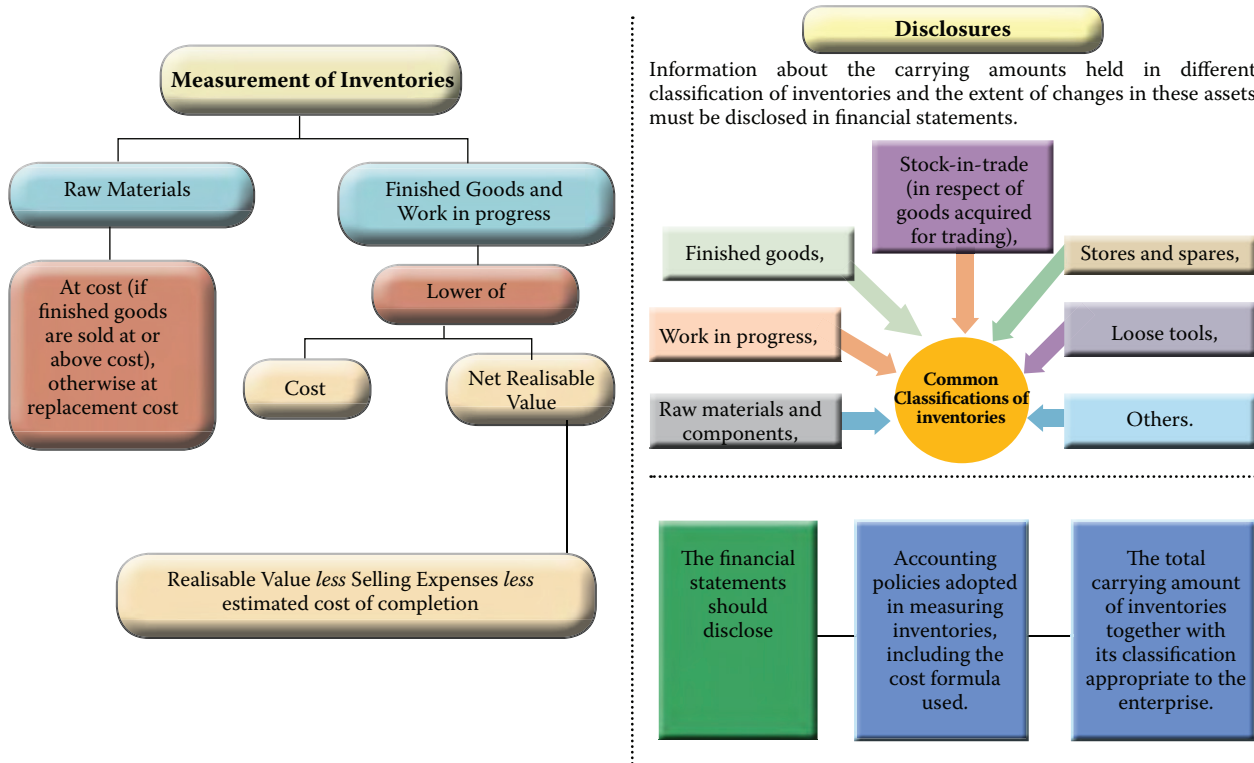 Measurement of Inventories
Raw Materials
Finished Goods and
Work in progress
At cost (if
finished goods
are sold at or
above cost),
otherwise at
replacement cost
Lower of
Cost
Net Realisable
Value
Realisable Value less Selling Expenses less
estimated cost of completion
Disclosures
Information about the carrying amounts held in different
classification of inventories and the extent of changes in these assets
must be disclosed in financial statements.
Stock-in-trade
(in respect of
goods acquired
for trading),
Finished goods,
Stores and spares,
Work in progress,
Loose tools,
Raw materials and
components,
Others.
Common
Classifications of
inventories
The financial
statements
should
disclose
Accounting
policies adopted
in measuring
inventories,
including the
cost formula
used.
The total
carrying amount
of inventories
together with
its classification
appropriate to the
enterprise.